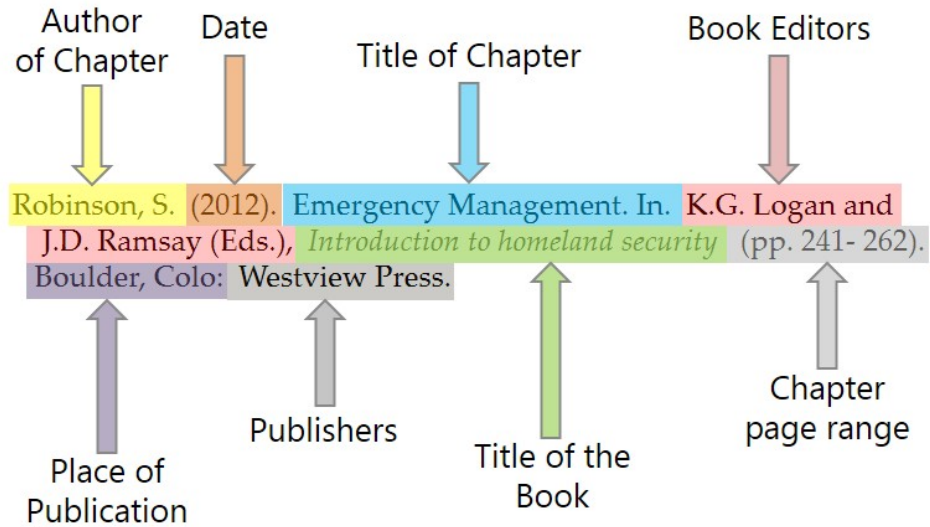 Author
of Chapter
Date
Title of Chapter
Book Editors
Robinson, S. (2012). Emergency Management. In. K.G. Logan and
J.D. Ramsay (Eds.), Introduction to homeland security (pp. 241- 262).
Boulder, Colo: Westview Press.
Place of
Publication
Publishers
Title of the
Book
Chapter
page range